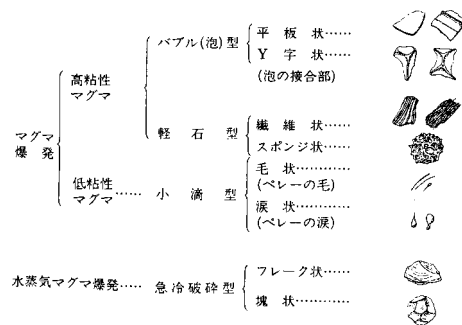 バブル(泡)型
平 板 状……
Y 字 状……
(泡の接合部)
高粘性
マグマ
軽 石 型
繊 維 状……
スポンジ状……
マグマ
爆 発
低粘性……
マグマ
小 滴 型
毛 状…………
(ペレーの毛)
涙 状…………
(ペレーの涙)
水蒸気マグマ爆発……
急冷破砕型
フレーク状……
塊 状…………